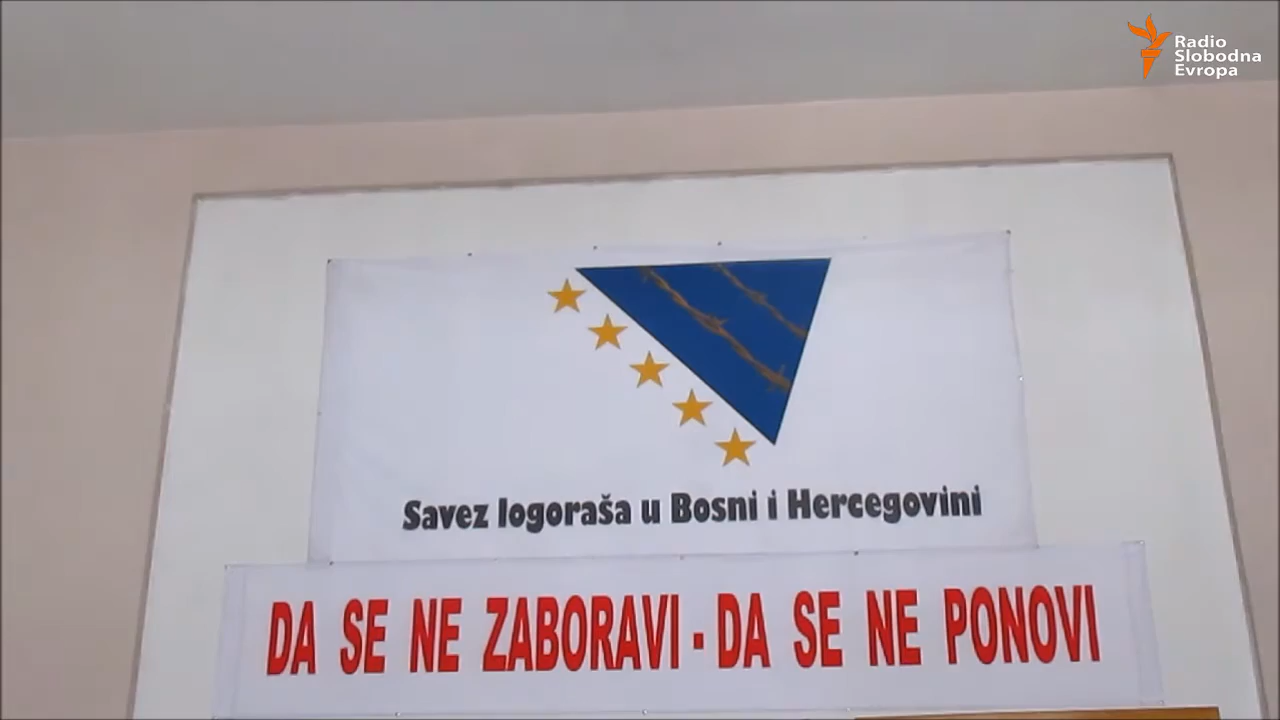 Radio
Slobodna
Evropa
Savez logoraša u Bosni i Hercegovini
DA SE NE ZABORAVI - DA SE NE PONOVI